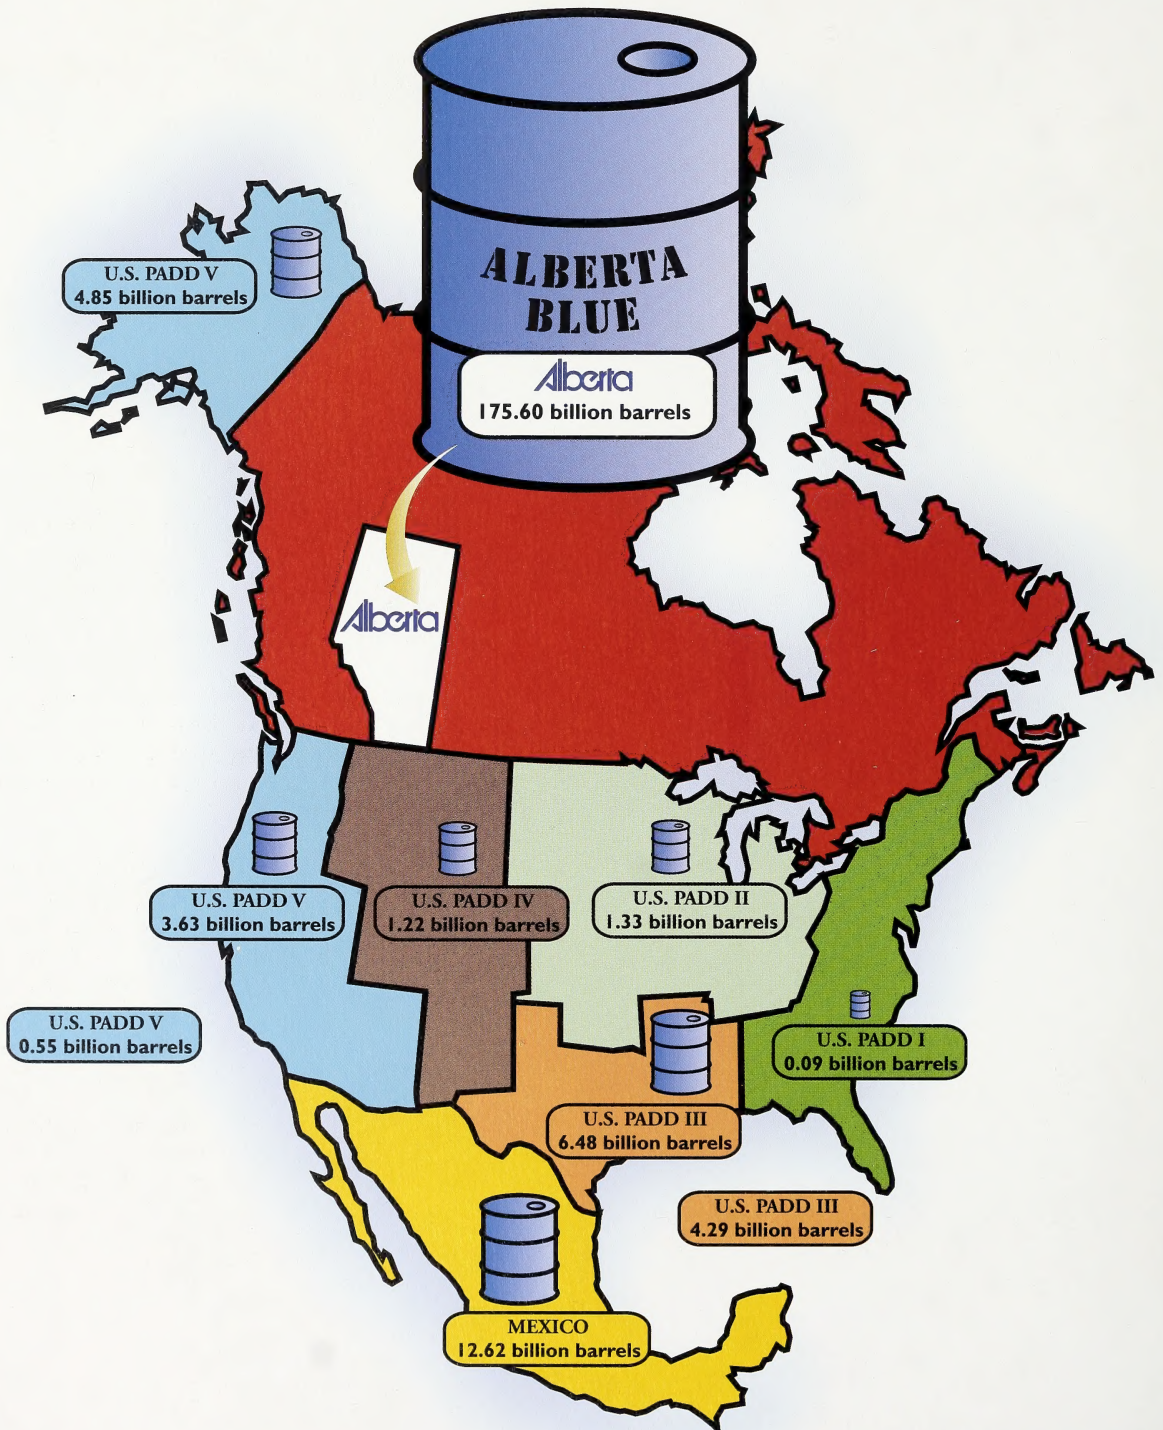 ALBERTA
BLUE
Alberta
175.60 billion barrels
U.S. PADD V
4.85 billion barrels
Alberta
U.S. PADD V
3.63 billion barrels
U.S. PADD IV
1.22 billion barrels
U.S. PADD II
1.33 billion barrels
U.S. PADD V
0.55 billion barrels
U.S. PADD I
0.09 billion barrels
U.S. PADD III
6.48 billion barrels
U.S. PADD III
4.29 billion barrels
MEXICO
12.62 billion barrels